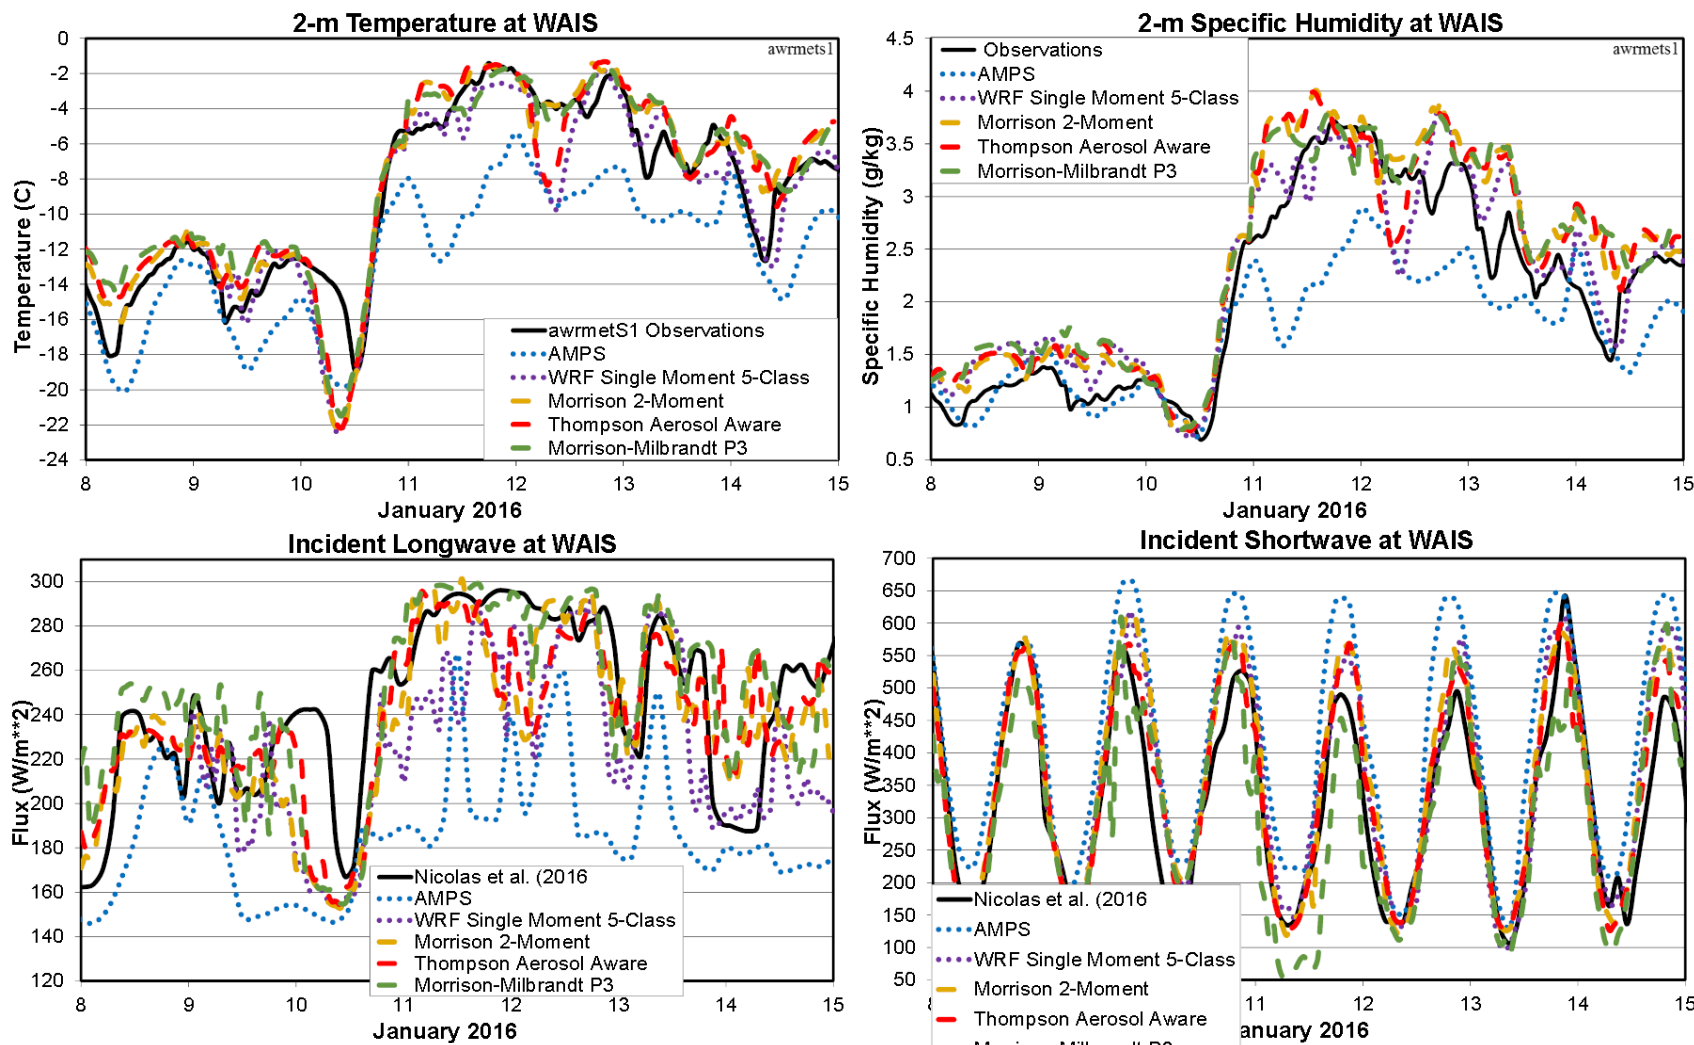 2-m Temperature at WAIS
awrmets1
Temperature (C)
0
-2
-4
-6
-8
-10
-12
-14
-16
-18
-20
-22
-24
awrmetS1 Observations
AMPS
WRF Single Moment 5-Class
Morrison 2-Moment
Thompson Aerosol Aware
Morrison-Milbrandt P3
8 9 10 11 12 13 14 15
January 2016
2-m Specific Humidity at WAIS
awrmets1
Specific Humidity (g/kg)
4.5
4
3.5
3
2.5
2
1.5
1
0.5
Observations
AMPS
WRF Single Moment 5-Class
Morrison 2-Moment
Thompson Aerosol Aware
Morrison-Milbrandt P3
8 9 10 11 12 13 14 15
January 2016
Incident Longwave at WAIS
Flux (W/m**2)
300
280
260
240
220
200
180
160
140
120
Nicolas et al. (2016
AMPS
WRF Single Moment 5-Class
Morrison 2-Moment
Thompson Aerosol Aware
Morrison-Milbrandt P3
8 9 10 11 12 13 14 15
January 2016
Incident Shortwave at WAIS
Flux (W/m**2)
700
650
600
550
500
450
400
350
300
250
200
150
100
50
Nicolas et al. (2016
AMPS
WRF Single Moment 5-Class
Morrison 2-Moment
Thompson Aerosol Aware
11 12 13 14 15
anuary 2016